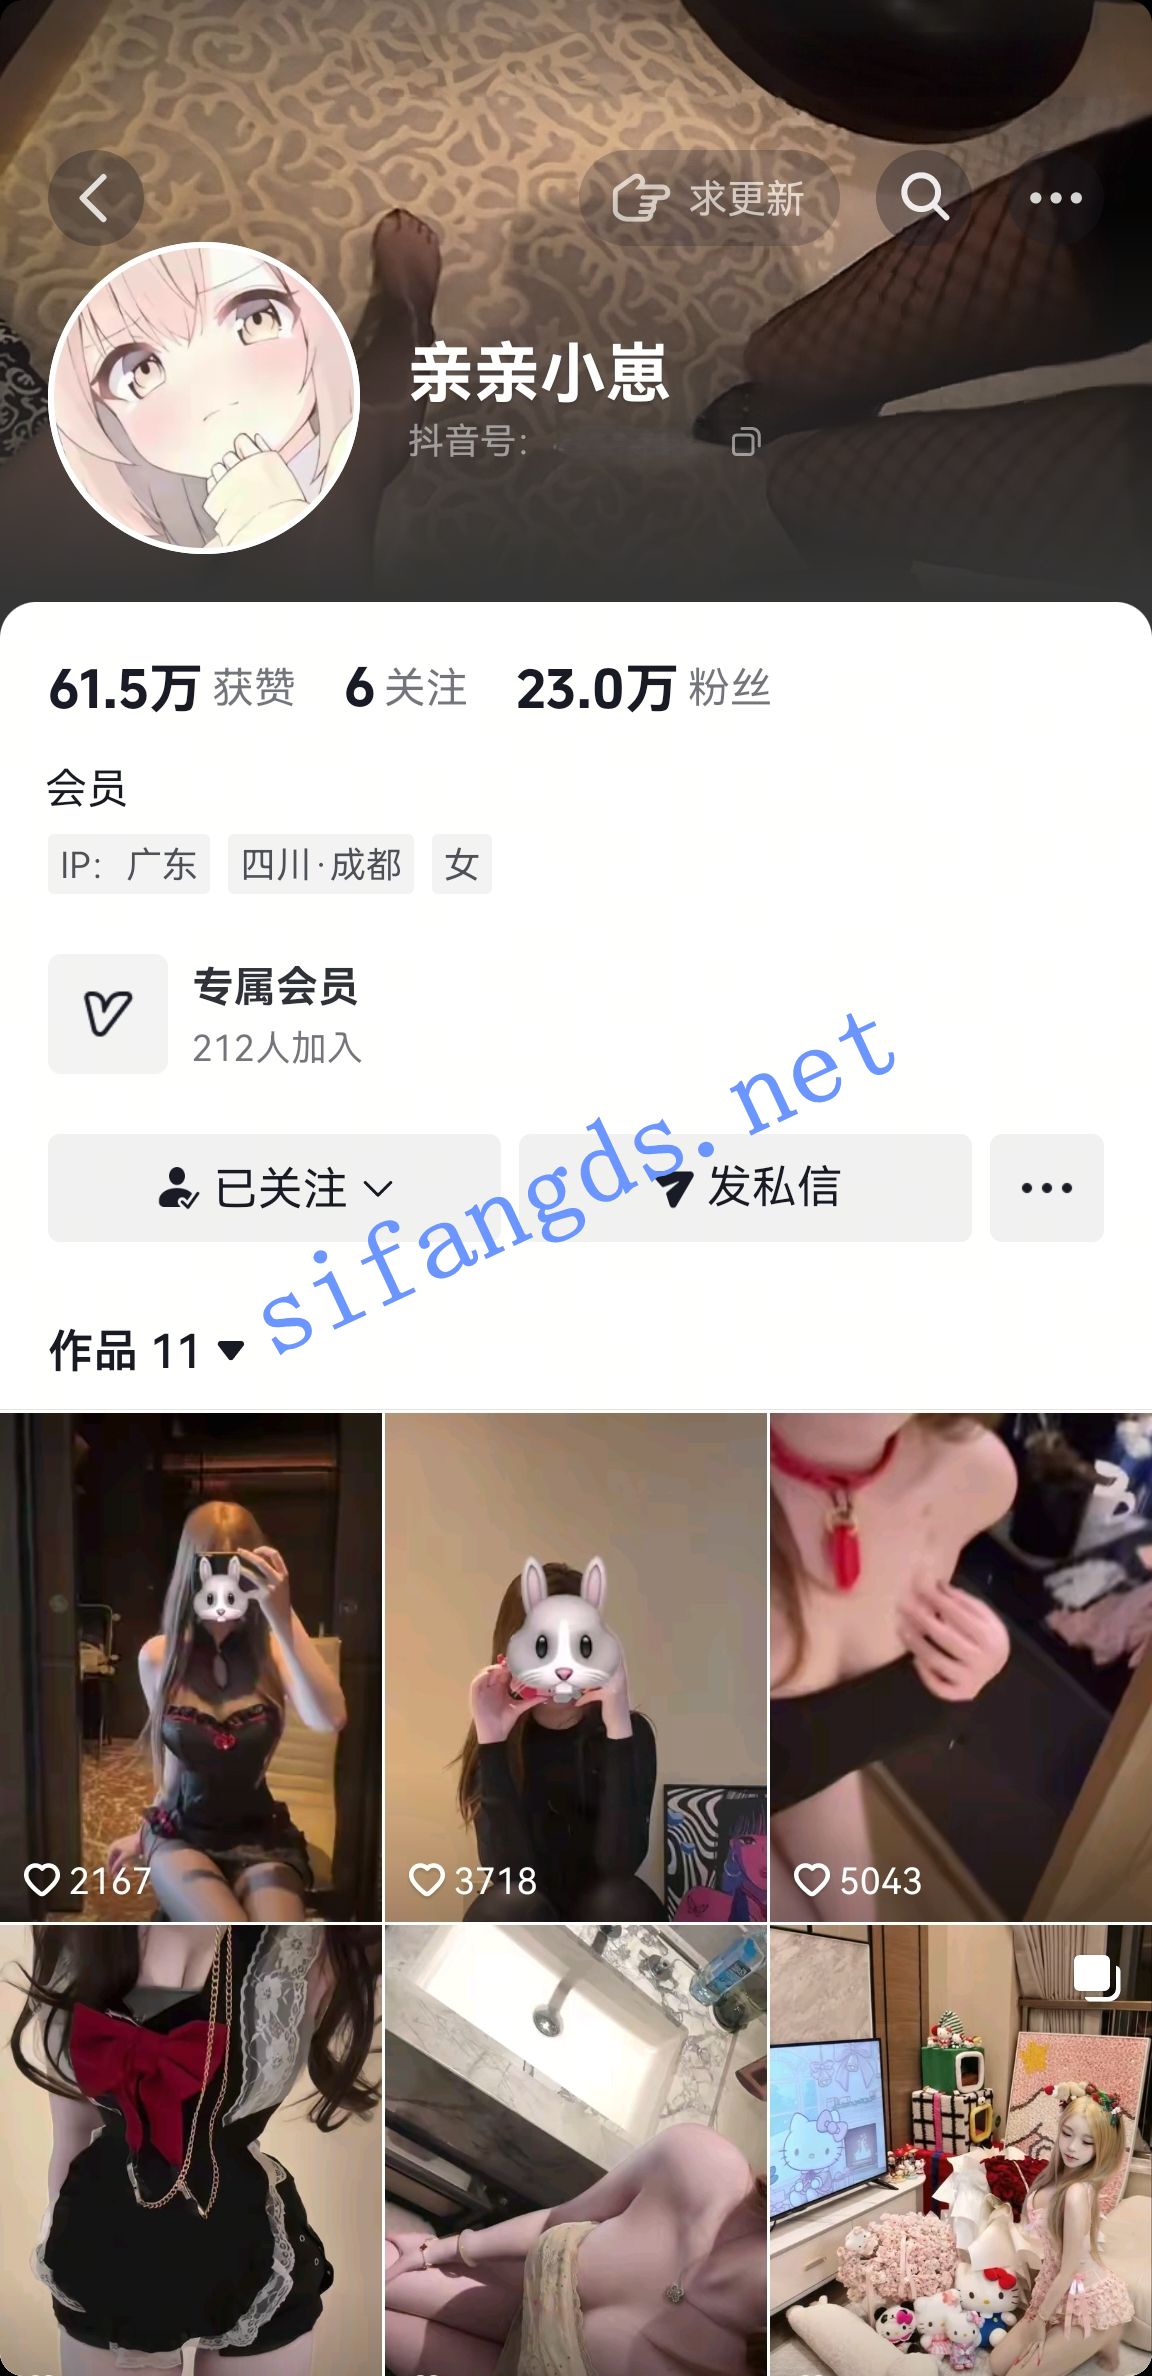 求更新
亲亲小崽
抖音号：
61.5万 获赞 6 关注 23.0万 粉丝
会员
IP：广东 四川·成都 女
专属会员
212人加入
已关注 发私信
sifangds.net
作品 11
2167 3718 5043